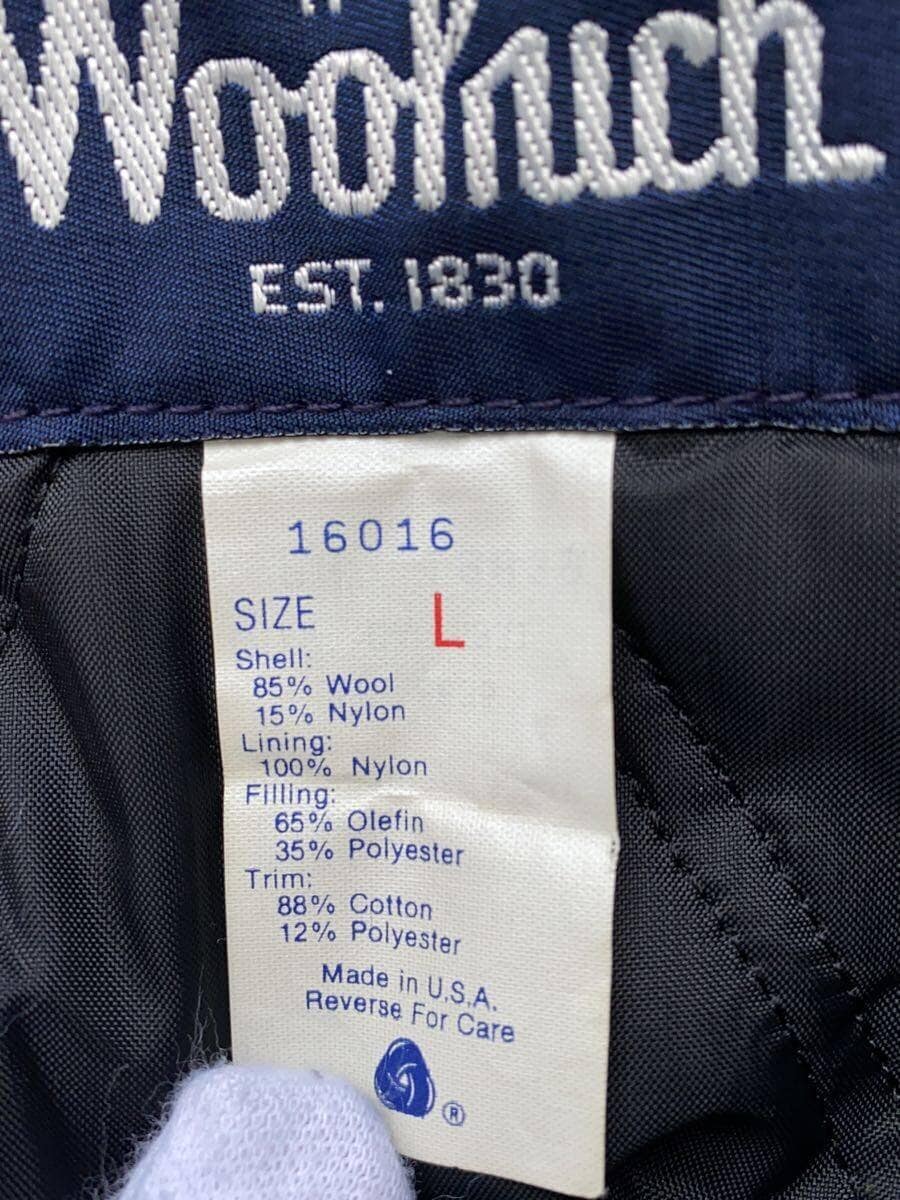 Woolrich
EST. 1830
16016
SIZE L
Shell:
85% Wool
15% Nylon
Lining:
100% Nylon
Filling:
65% Olefin
35% Polyester
Trim:
88% Cotton
12% Polyester
Made in U.S.A.
Reverse For Care
®